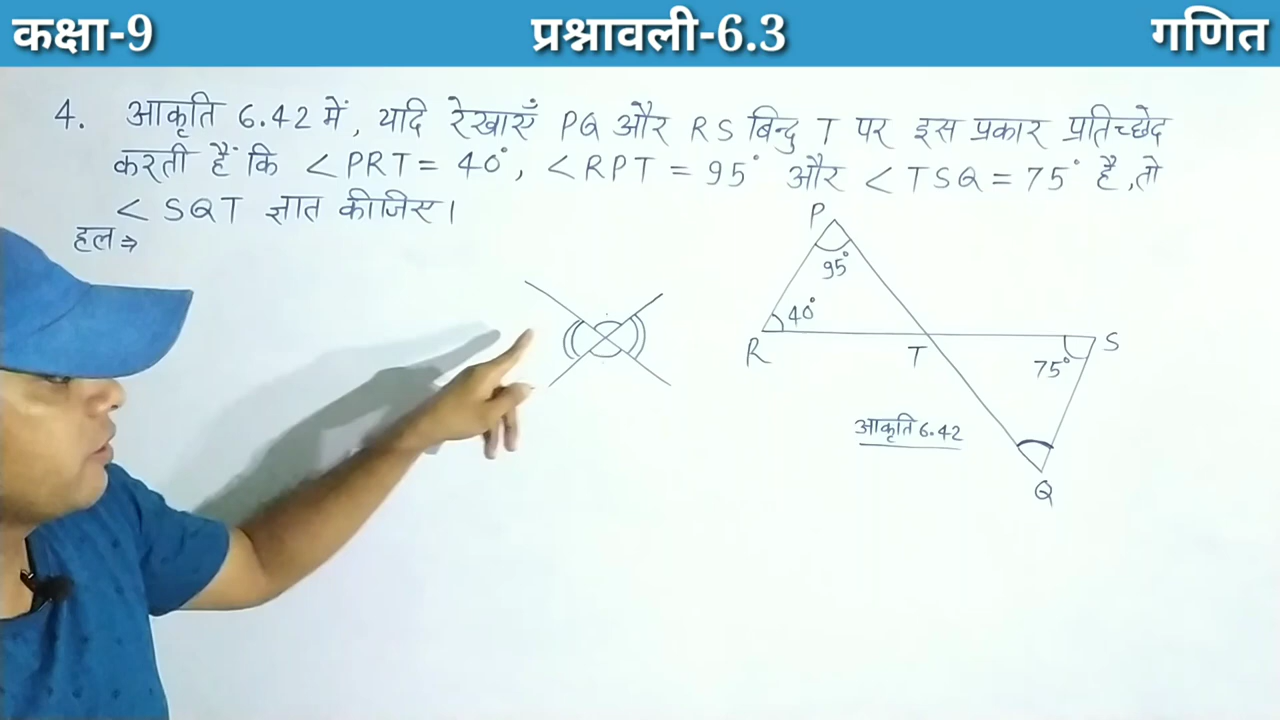 कक्षा-9 प्रश्नावली-6.3 गणित
4. आकृति 6.42 में, यदि रेखाएँ PQ और RS बिन्दु T पर इस प्रकार प्रतिच्छेद
करती हैं कि ∠PRT = 40°, ∠RPT = 95° और ∠TSQ = 75° है, तो
∠SQT ज्ञात कीजिए।
हल ⇒
P
95°
40°
R
T
S
75°
आकृति 6.42
Q